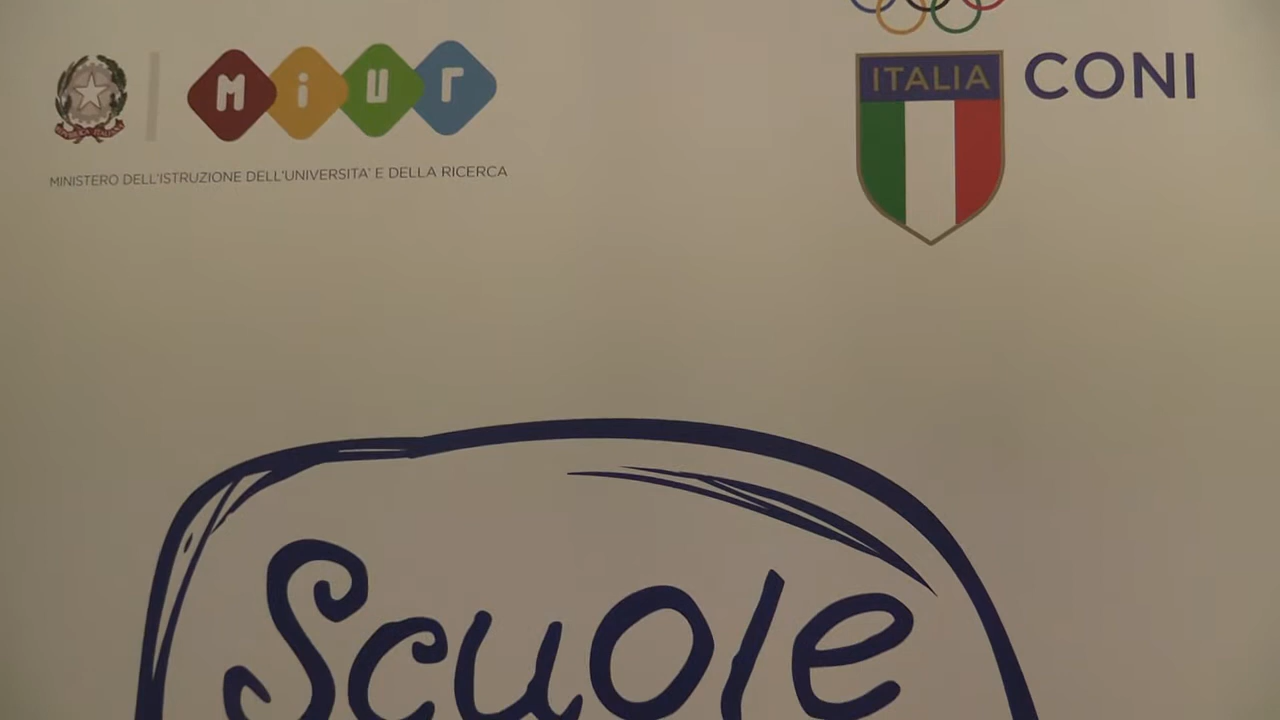 MIUR
MINISTERO DELL'ISTRUZIONE DELL'UNIVERSITA' E DELLA RICERCA
ITALIA
CONI
Scuole